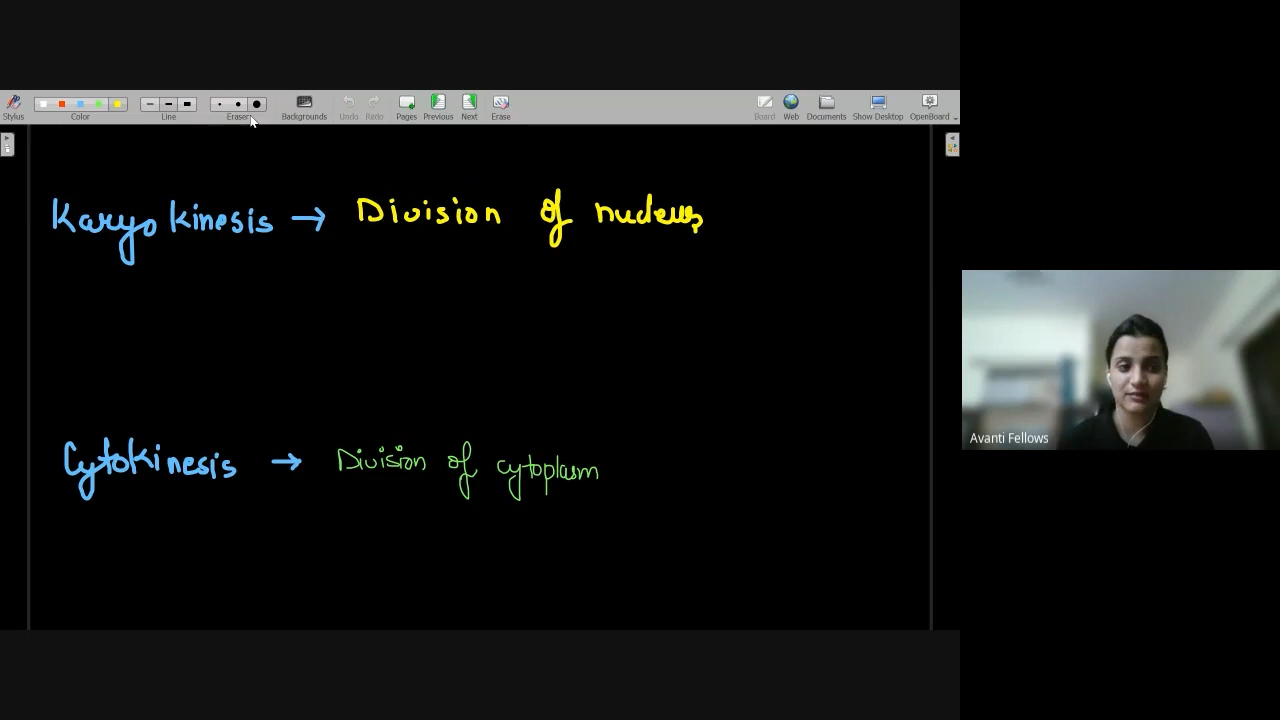 Stylus Color Line Eraser Backgrounds Undo Redo Pages Previous Next Erase Board Web Documents Show Desktop OpenBoard
Karyokinesis → Division of nucleus
Cytokinesis → Division of cytoplasm
Avanti Fellows